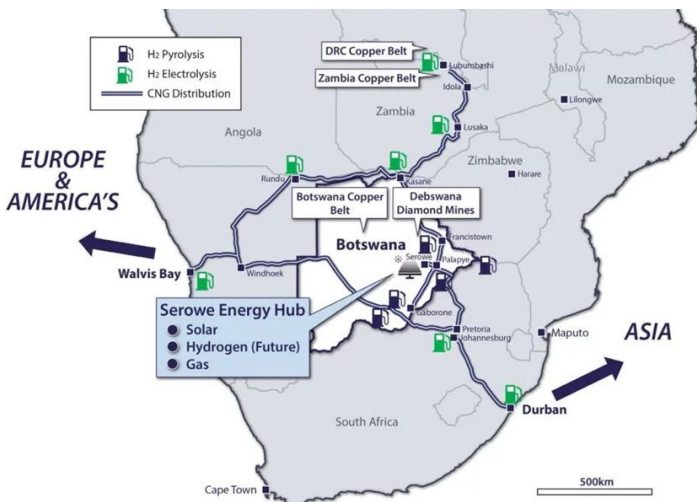 H2 Pyrolysis
H2 Electrolysis
CNG Distribution
DRC Copper Belt
Lubumbashi
Zambia Copper Belt
Idola
Malawi
Mozambique
Lilongwe
Zambia
Angola
Lusaka
EUROPE
&
AMERICA'S
Zimbabwe
Harare
Rundu
Kasane
Botswana Copper
Belt
Debswana
Diamond Mines
Botswana
Francistown
Serowe
Palapye
Walvis Bay
Windhoek
Serowe Energy Hub
Solar
Hydrogen (Future)
Gas
Gaborone
Pretoria
Johannesburg
Maputo
ASIA
Durban
South Africa
Cape Town
500km